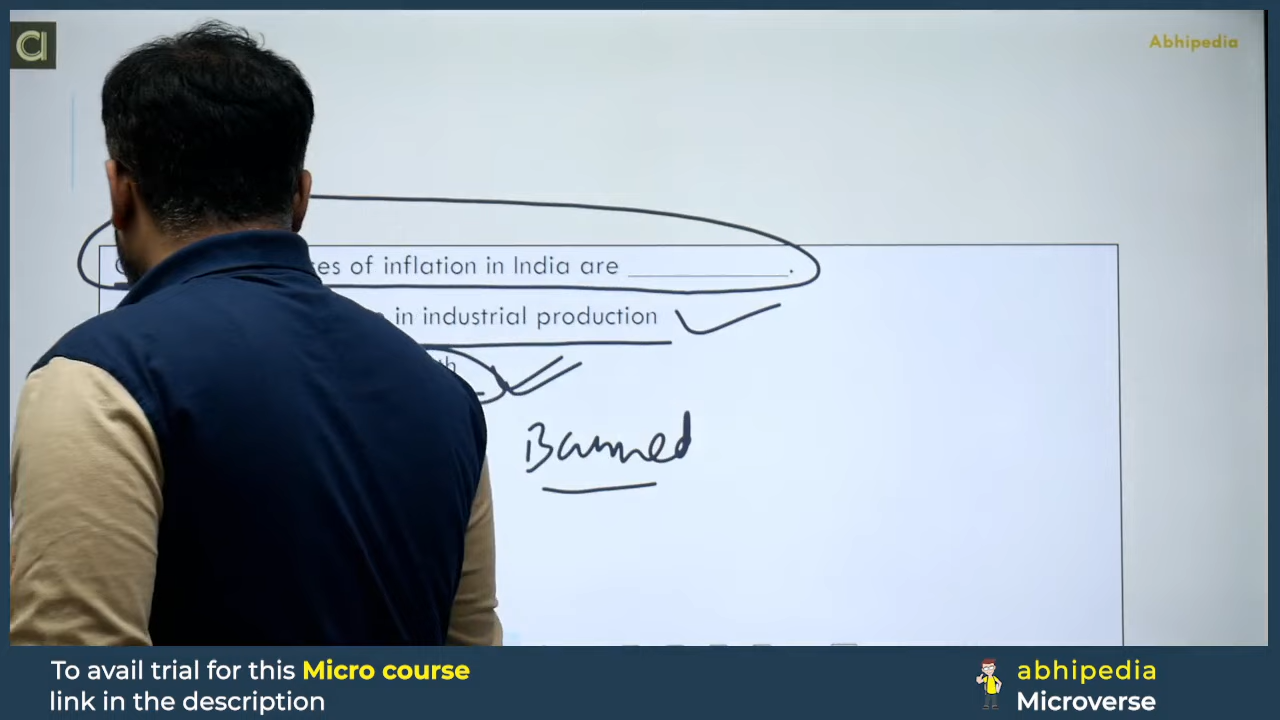 Abhipedia
of inflation in India are ____________.
in industrial production
Banned
To avail trial for this Micro course
link in the description
abhipedia
Microverse